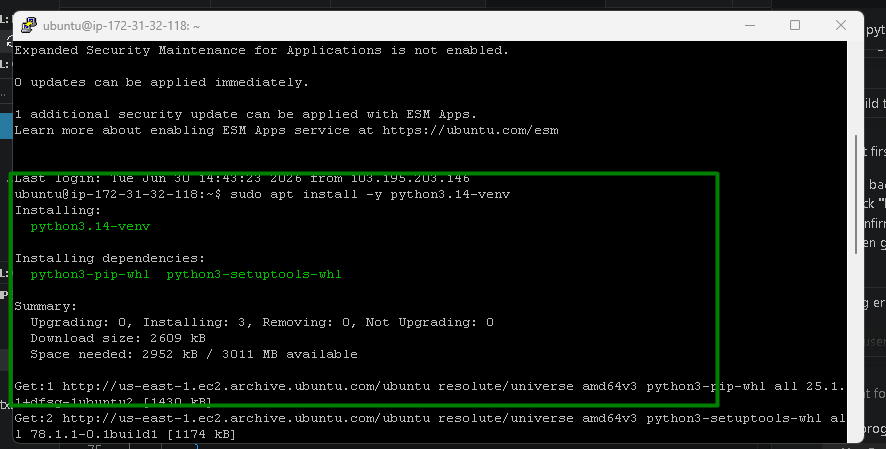 ubuntu@ip-172-31-32-118: ~
Expanded Security Maintenance for Applications is not enabled.
0 updates can be applied immediately.
1 additional security update can be applied with ESM Apps.
Learn more about enabling ESM Apps service at https://ubuntu.com/esm
Last login: Tue Jun 30 14:43:23 2026 from 103.195.203.146
ubuntu@ip-172-31-32-118:~$ sudo apt install -y python3.14-venv
Installing:
python3.14-venv
Installing dependencies:
python3-pip-whl python3-setuptools-whl
Summary:
Upgrading: 0, Installing: 3, Removing: 0, Not Upgrading: 0
Download size: 2609 kB
Space needed: 2952 kB / 3011 MB available
Get:1 http://us-east-1.ec2.archive.ubuntu.com/ubuntu resolute/universe amd64v3 python3-pip-whl all 25.1.
1+dfsg-1ubuntu2 [1430 kB]
Get:2 http://us-east-1.ec2.archive.ubuntu.com/ubuntu resolute/universe amd64v3 python3-setuptools-whl al
l 78.1.1-0.1build1 [1174 kB]
75